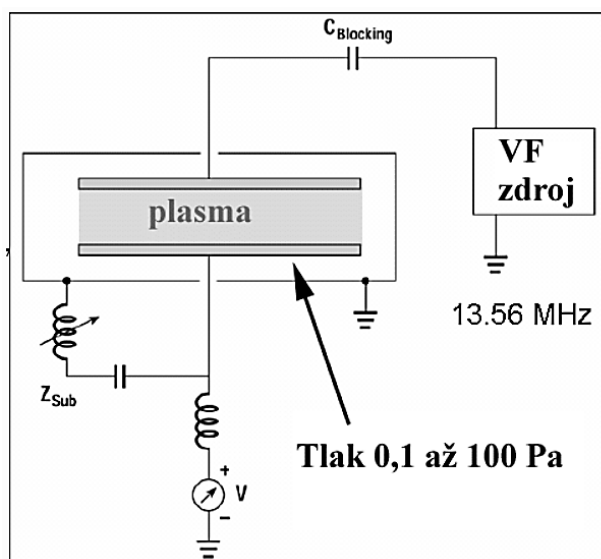 C_Blocking
VF
zdroj
plasma
13.56 MHz
Z_Sub
+
V
−
Tlak 0,1 až 100 Pa